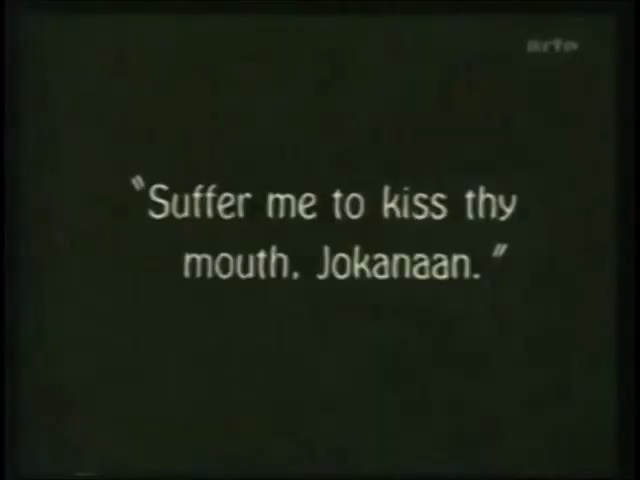 arte
"Suffer me to kiss thy
mouth, Jokanaan."